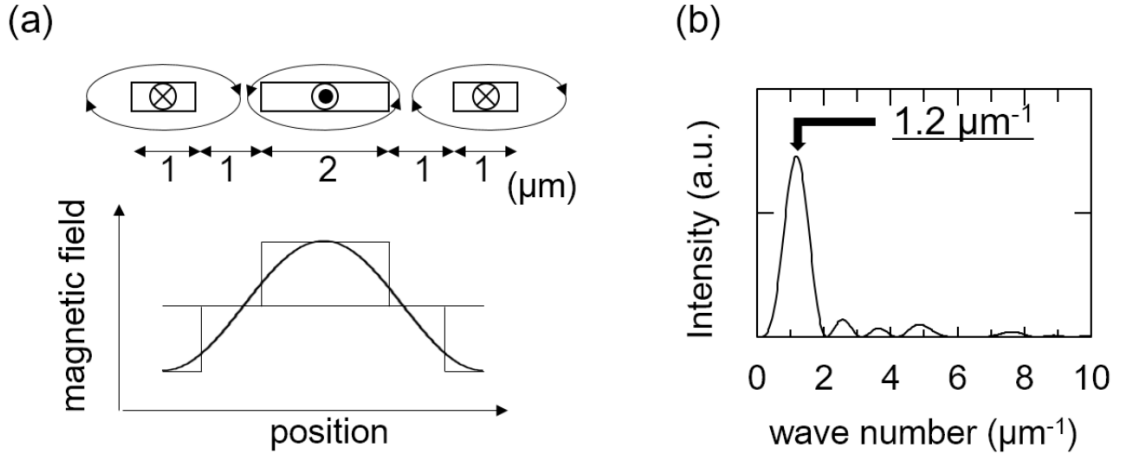 (a)
1 1 2 1 1 (μm)
magnetic field
position
(b)
1.2 μm⁻¹
Intensity (a.u.)
0 2 4 6 8 10
wave number (μm⁻¹)